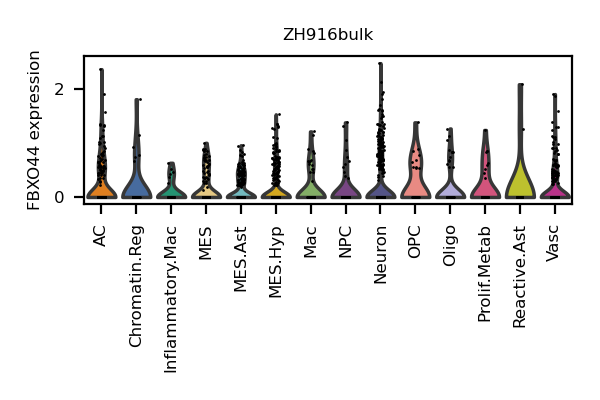 ZH916bulk
FBXO44 expression
2
0
AC
Chromatin.Reg
Inflammatory.Mac
MES
MES.Ast
MES.Hyp
Mac
NPC
Neuron
OPC
Oligo
Prolif.Metab
Reactive.Ast
Vasc